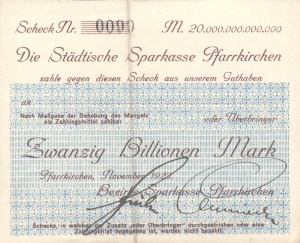 Scheck Nr. 0090 M. 20,000,000,000,000
Die Städtische Sparkasse Pfarrkirchen
zahle gegen diesen Scheck aus unserem Guthaben
an oder Überbringer
Nach Maßgabe der Behebung des Mangels
als Zahlungsmittel zahlbar
Zwanzig Billionen Mark
Pfarrkirchen, November 1923
Bezirks-Sparkasse Pfarrkirchen
Schecks, in welchen der Zusatz „oder Überbringer" durchgestrichen oder eine
Zahlungsfrist angegeben ist, werden nicht bezahlt.